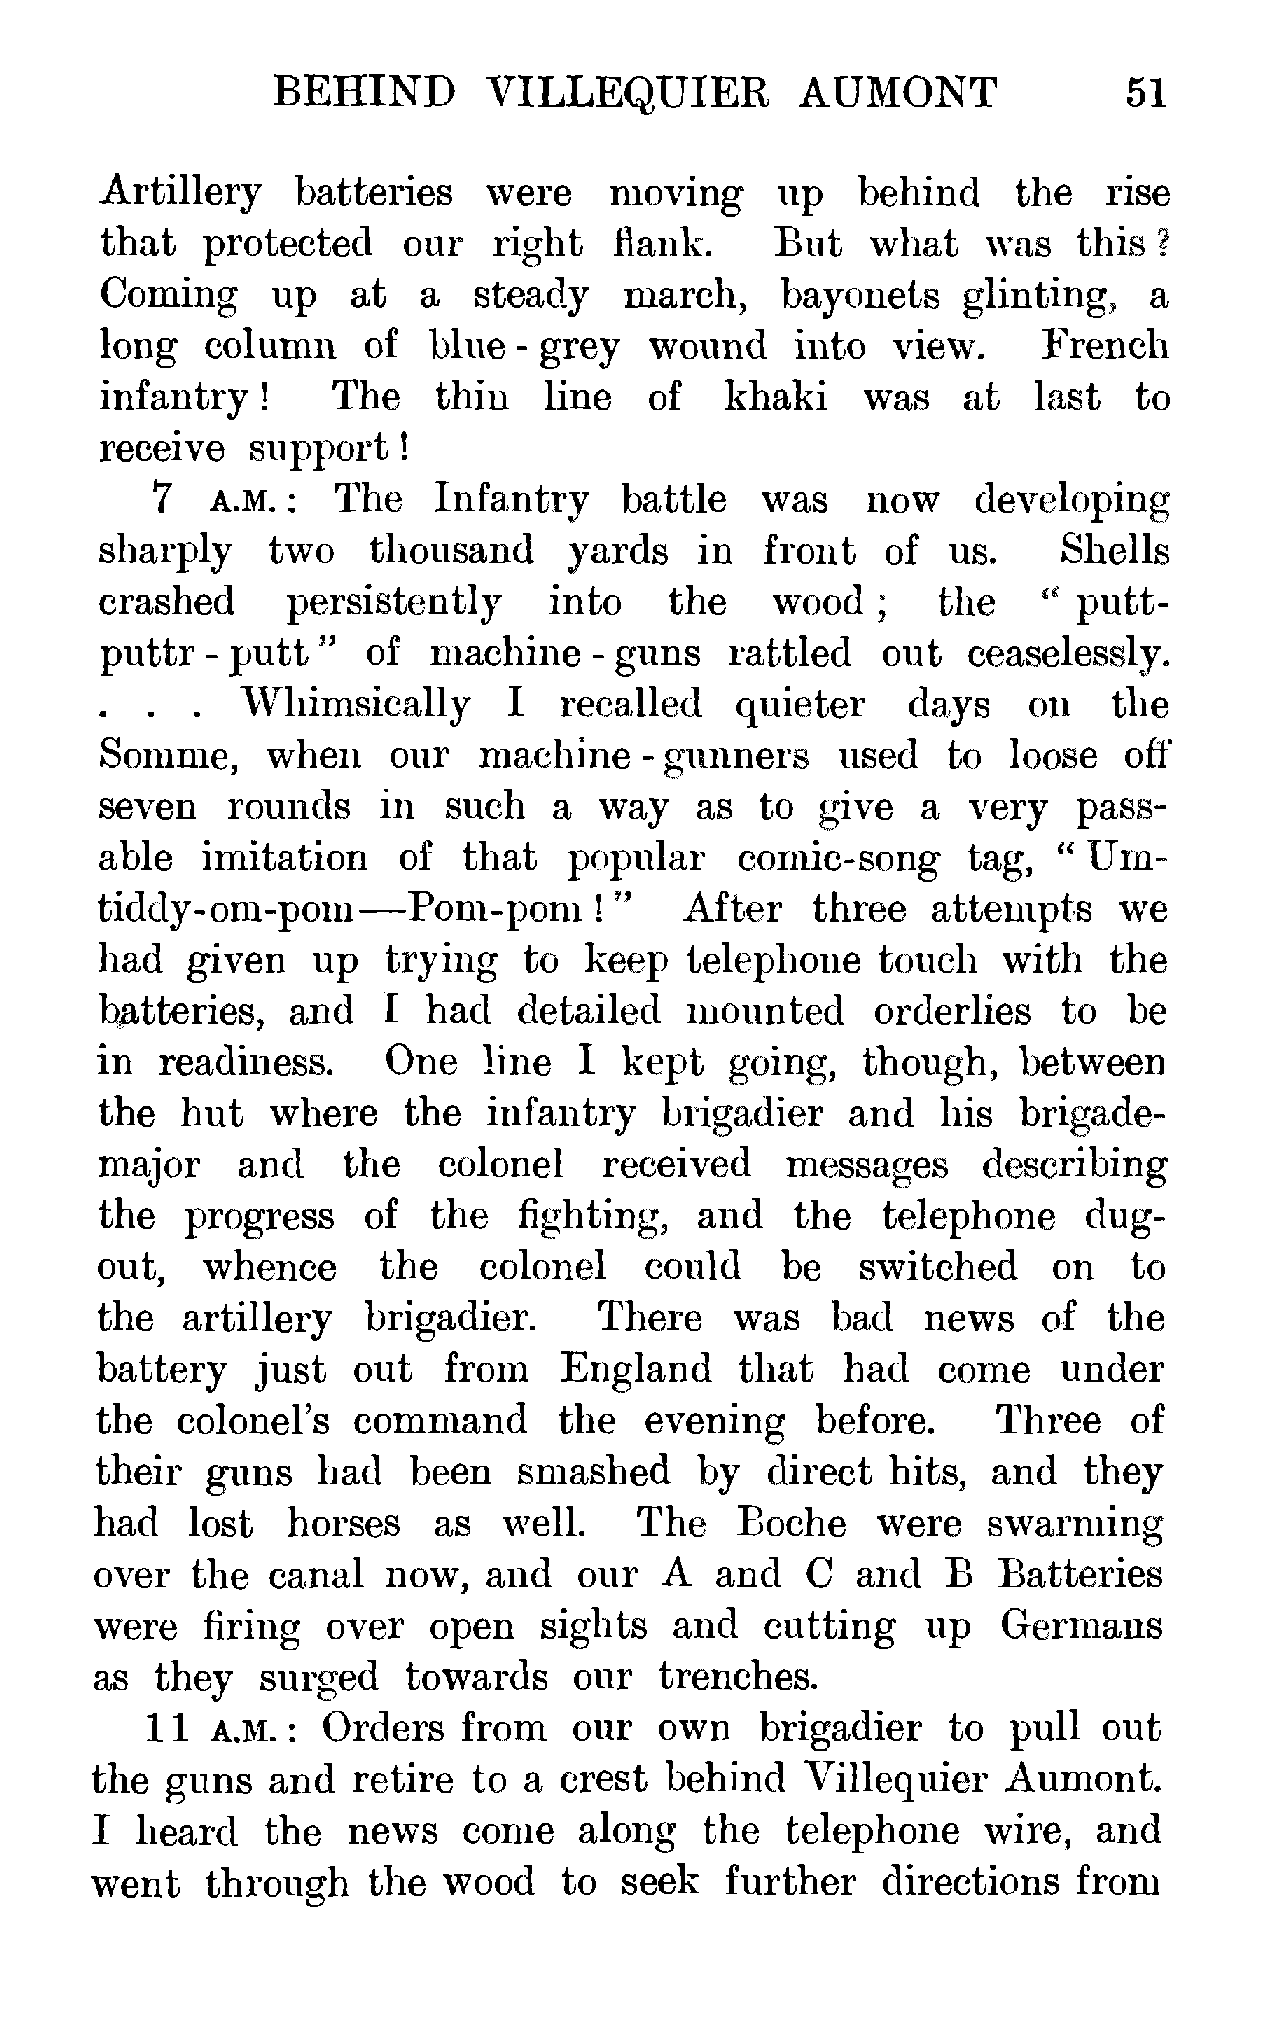 BEHIND VILLEQUIER AUMONT 51
Artillery batteries were moving up behind the rise
that protected our right flank. But what was this ?
Coming up at a steady march, bayonets glinting, a
long column of blue - grey wound into view. French
infantry ! The thin line of khaki was at last to
receive support !
7 A.M. : The Infantry battle was now developing
sharply two thousand yards in front of us. Shells
crashed persistently into the wood ; the " putt-
puttr - putt " of machine - guns rattled out ceaselessly.
. . . Whimsically I recalled quieter days on the
Somme, when our machine - gunners used to loose off
seven rounds in such a way as to give a very pass-
able imitation of that popular comic-song tag, " Um-
tiddy-om-pom—Pom-pom ! " After three attempts we
had given up trying to keep telephone touch with the
batteries, and I had detailed mounted orderlies to be
in readiness. One line I kept going, though, between
the hut where the infantry brigadier and his brigade-
major and the colonel received messages describing
the progress of the fighting, and the telephone dug-
out, whence the colonel could be switched on to
the artillery brigadier. There was bad news of the
battery just out from England that had come under
the colonel's command the evening before. Three of
their guns had been smashed by direct hits, and they
had lost horses as well. The Boche were swarming
over the canal now, and our A and C and B Batteries
were firing over open sights and cutting up Germans
as they surged towards our trenches.
11 A.M. : Orders from our own brigadier to pull out
the guns and retire to a crest behind Villequier Aumont.
I heard the news come along the telephone wire, and
went through the wood to seek further directions from